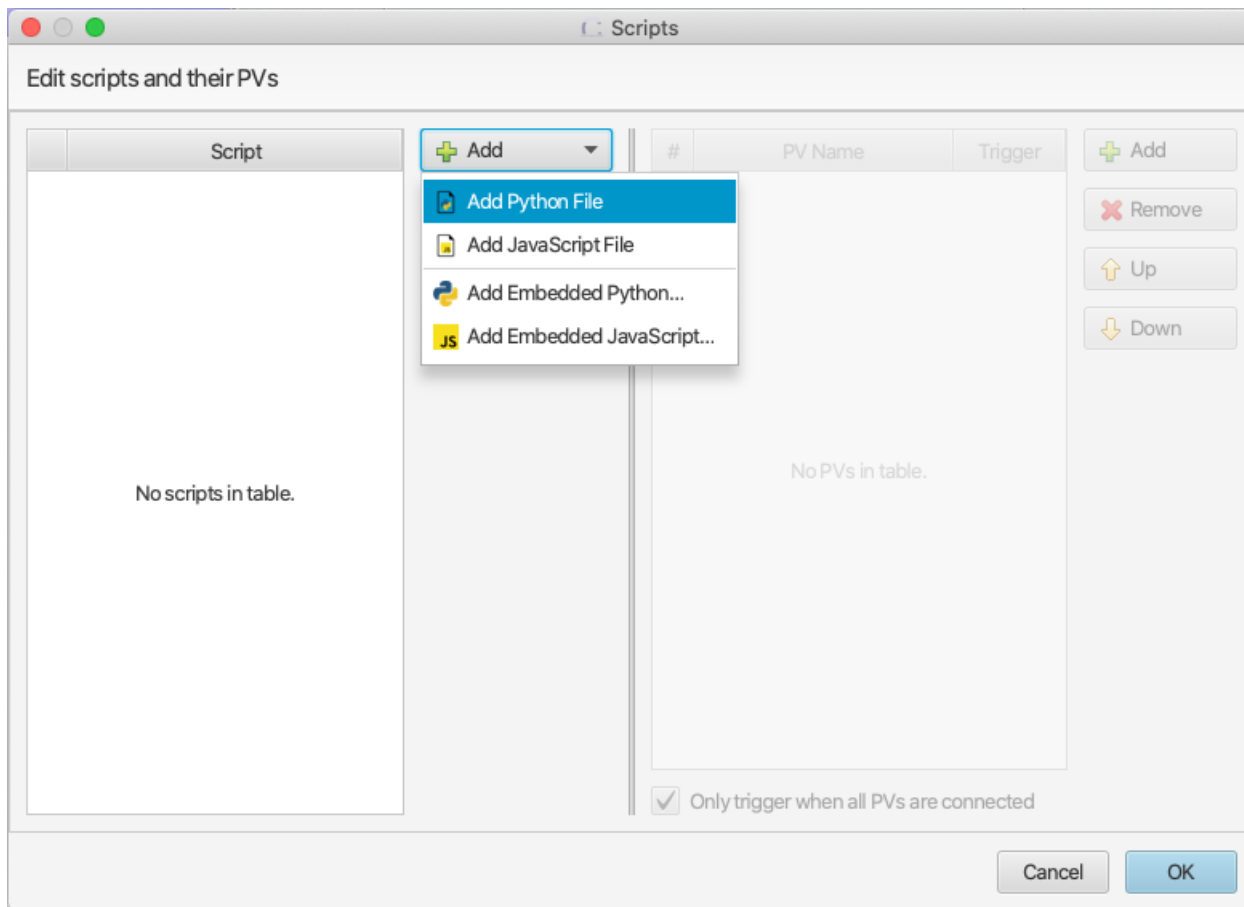 Scripts
Edit scripts and their PVs
Script
Add
# PV Name Trigger
Add
Add Python File
Add JavaScript File
Add Embedded Python...
JS Add Embedded JavaScript...
Remove
Up
Down
No scripts in table.
No PVs in table.
Only trigger when all PVs are connected
Cancel
OK